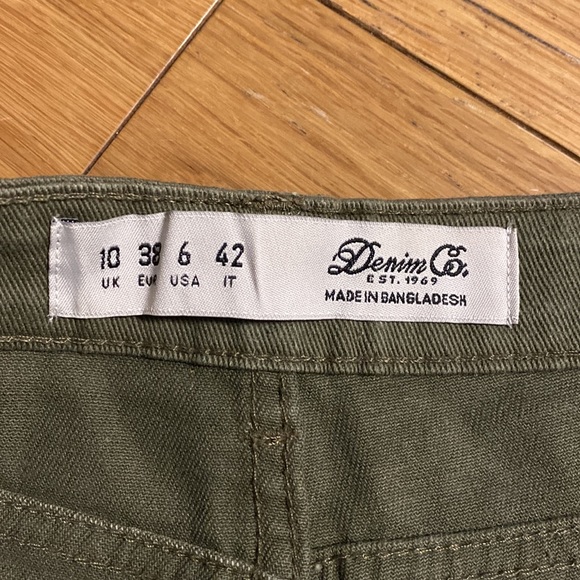 10 38 6 42
UK EUR USA IT
Denim Co.
EST. 1969
MADE IN BANGLADESH